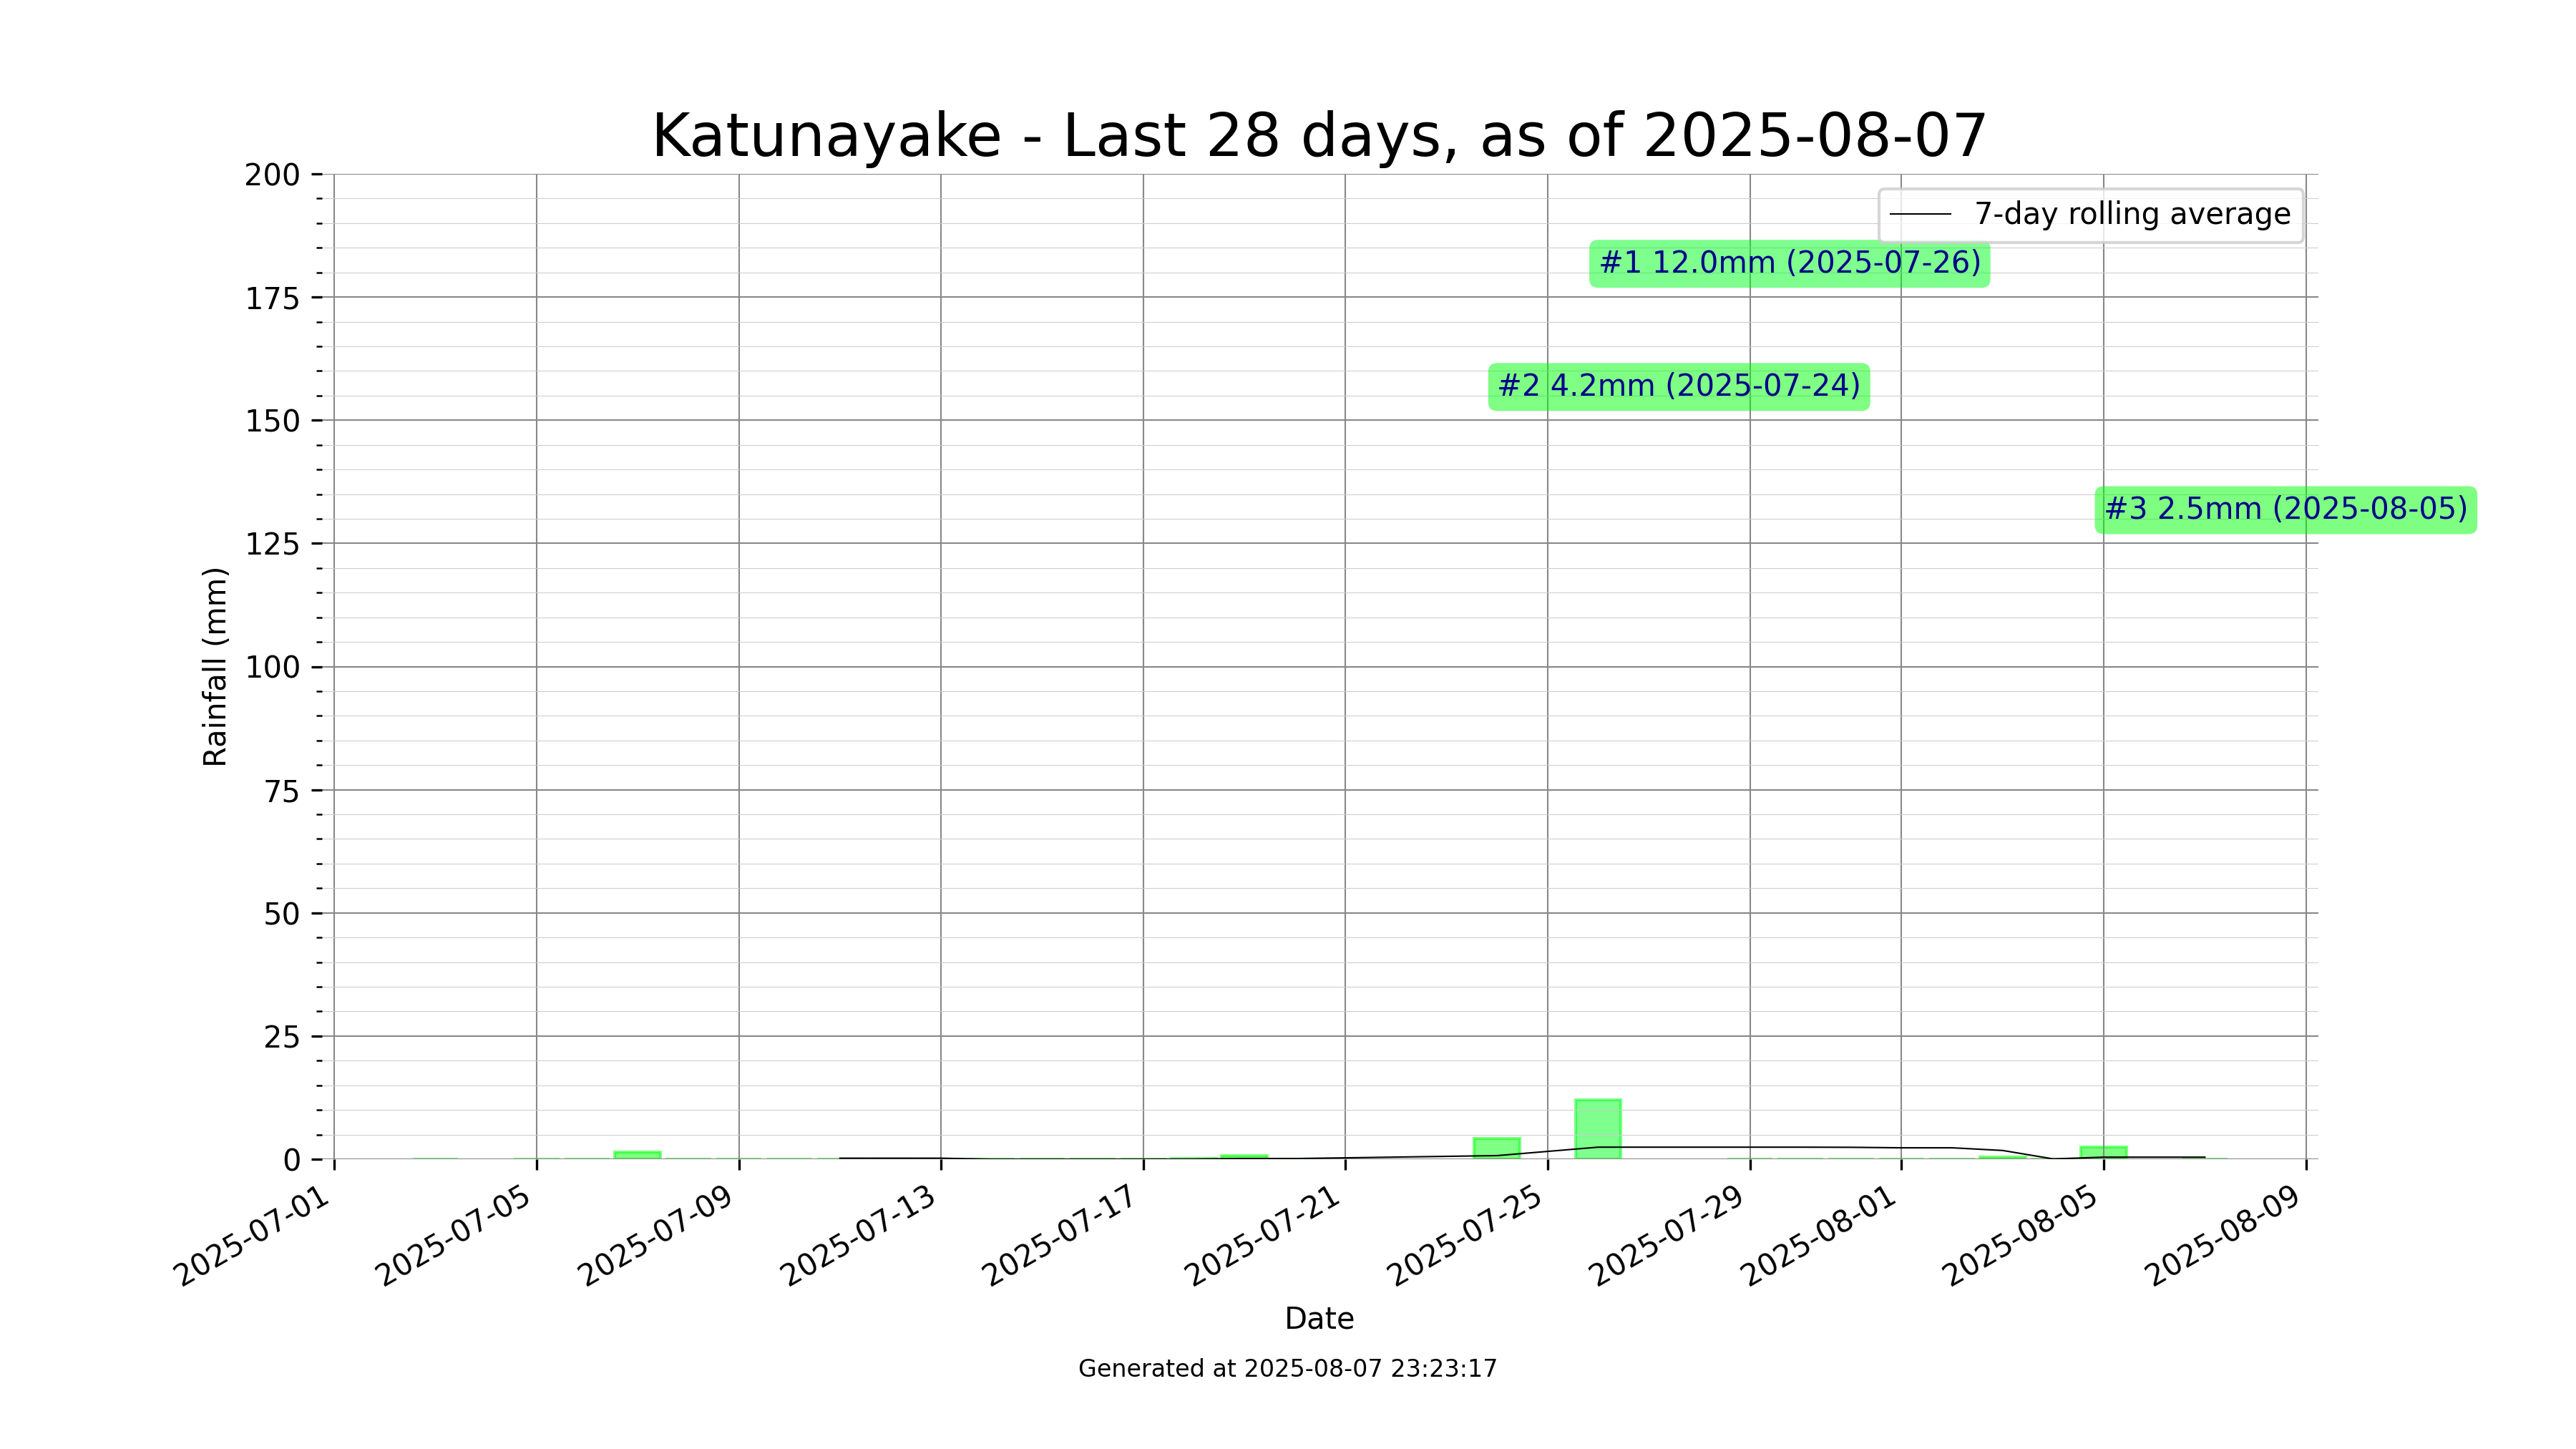 Katunayake - Last 28 days, as of 2025-08-07
200
175
150
125
100
75
50
25
0
Rainfall (mm)
7-day rolling average
#1 12.0mm (2025-07-26)
#2 4.2mm (2025-07-24)
#3 2.5mm (2025-08-05)
2025-07-01
2025-07-05
2025-07-09
2025-07-13
2025-07-17
2025-07-21
2025-07-25
2025-07-29
2025-08-01
2025-08-05
2025-08-09
Date
Generated at 2025-08-07 23:23:17